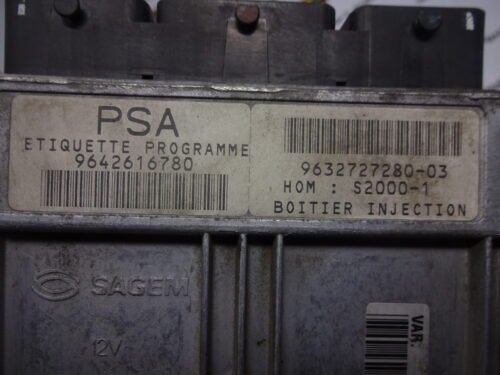 PSA
ETIQUETTE PROGRAMME
9642616780
9632727280-03
HOM : S2000-1
BOITIER INJECTION
SAGEM
12V
VAR.